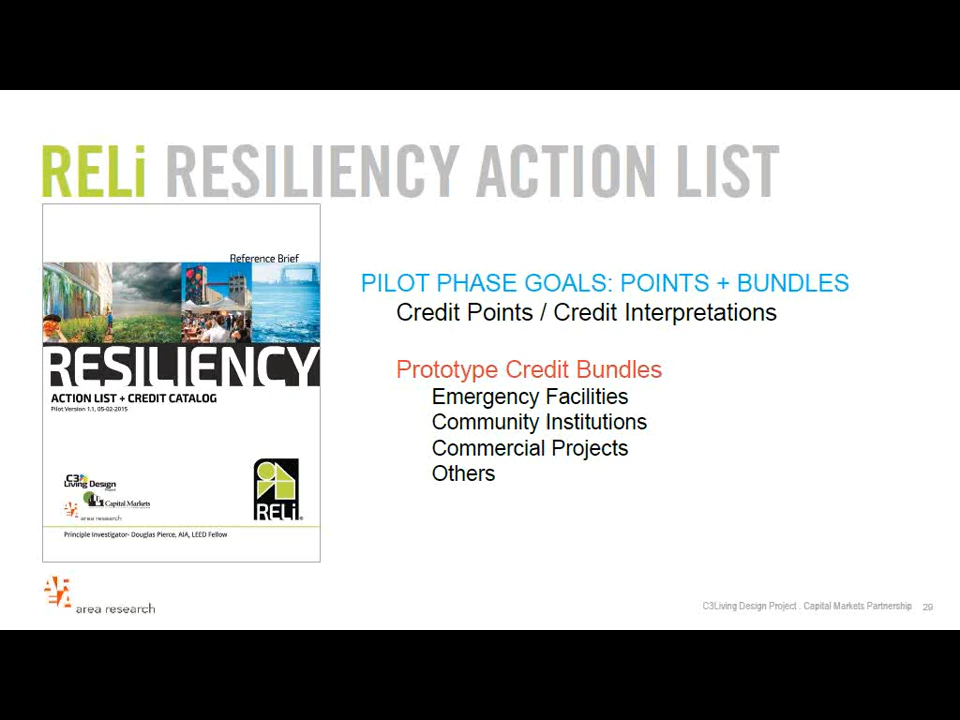 RELi RESILIENCY ACTION LIST
Reference Brief
RESILIENCY
ACTION LIST + CREDIT CATALOG
Pilot Version 1.1, 05-02-2015
C3
Living Design
Project
Capital Markets
area research
RELi®
Principle Investigator- Douglas Pierce, AIA, LEED Fellow
PILOT PHASE GOALS: POINTS + BUNDLES
Credit Points / Credit Interpretations
Prototype Credit Bundles
Emergency Facilities
Community Institutions
Commercial Projects
Others
AREA area research
C3Living Design Project . Capital Markets Partnership 29